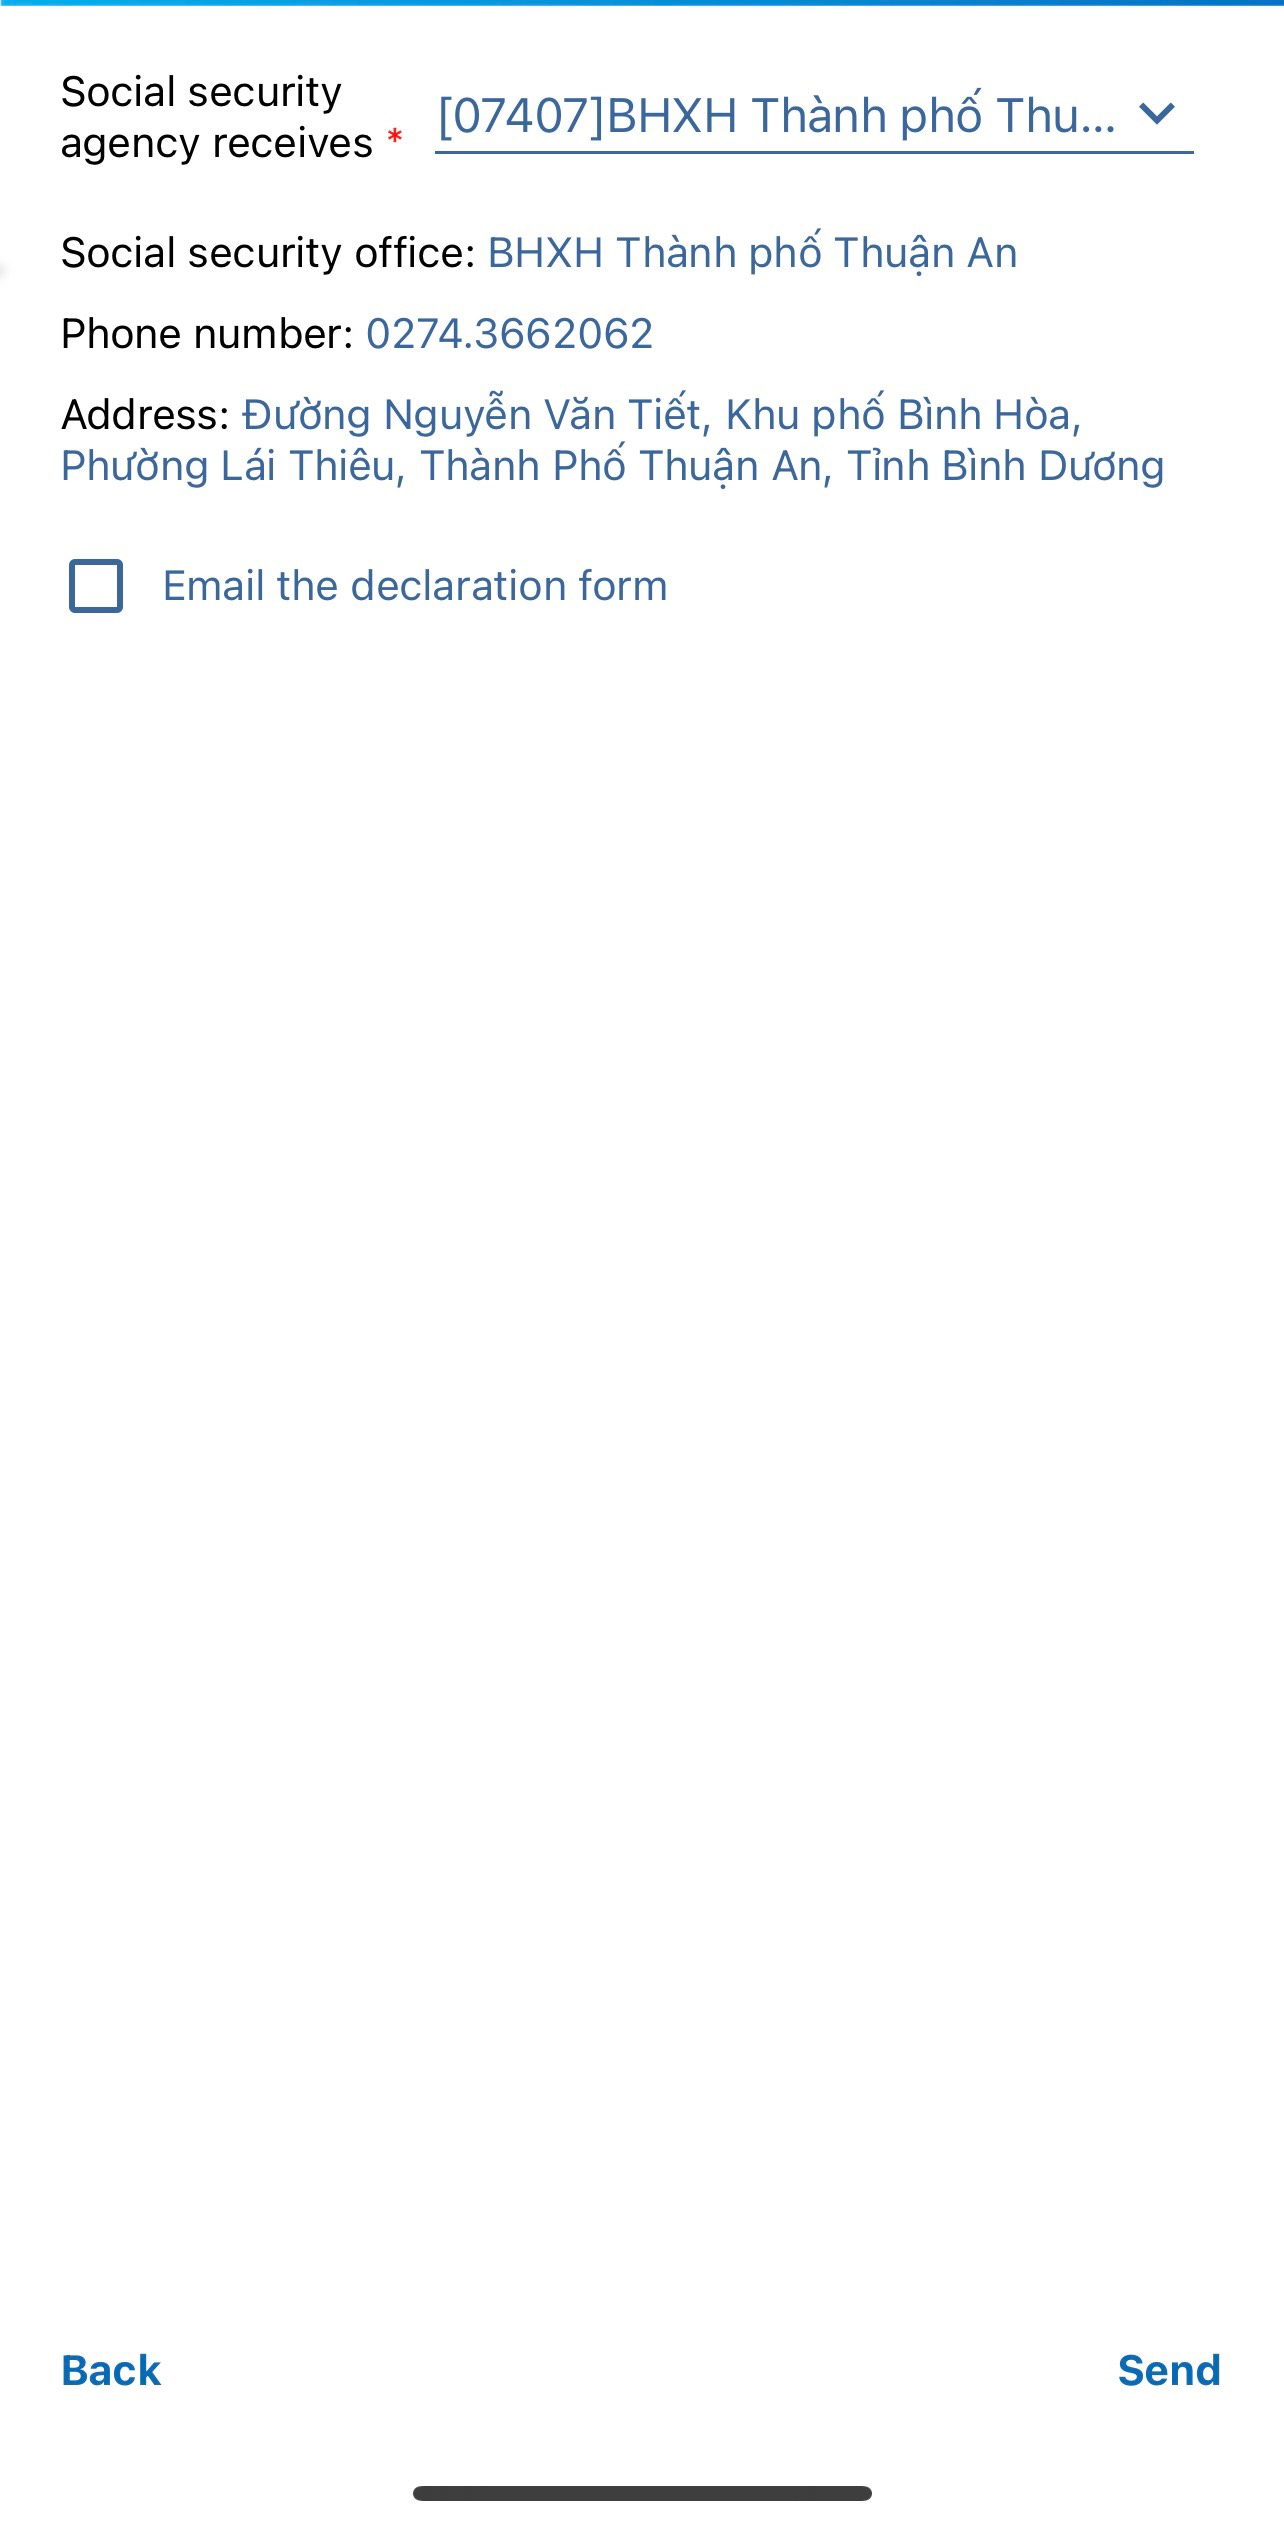 Social security
agency receives *
[07407]BHXH Thành phố Thu...
Social security office: BHXH Thành phố Thuận An
Phone number: 0274.3662062
Address: Đường Nguyễn Văn Tiết, Khu phố Bình Hòa,
Phường Lái Thiêu, Thành Phố Thuận An, Tỉnh Bình Dương
Email the declaration form
Back
Send